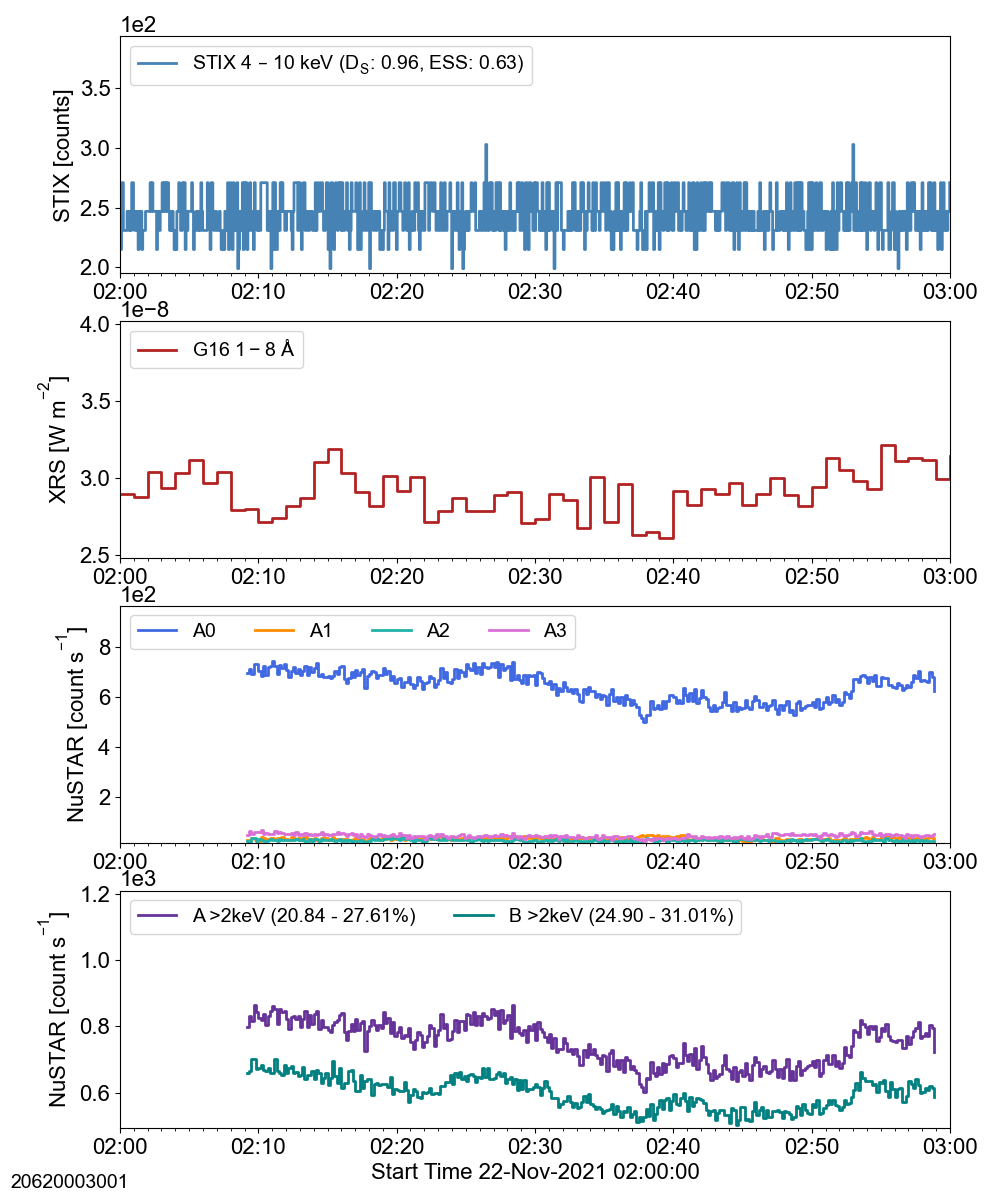 1e2
STIX 4 – 10 keV (D_S: 0.96, ESS: 0.63)
STIX [counts]
3.5
3.0
2.5
2.0
02:00 02:10 02:20 02:30 02:40 02:50 03:00
1e−8
G16 1 – 8 Å
XRS [W m⁻²]
4.0
3.5
3.0
2.5
02:00 02:10 02:20 02:30 02:40 02:50 03:00
1e2
A0 A1 A2 A3
NuSTAR [count s⁻¹]
8
6
4
2
02:00 02:10 02:20 02:30 02:40 02:50 03:00
1e3
A >2keV (20.84 - 27.61%) B >2keV (24.90 - 31.01%)
NuSTAR [count s⁻¹]
1.2
1.0
0.8
0.6
02:00 02:10 02:20 02:30 02:40 02:50 03:00
Start Time 22-Nov-2021 02:00:00
20620003001